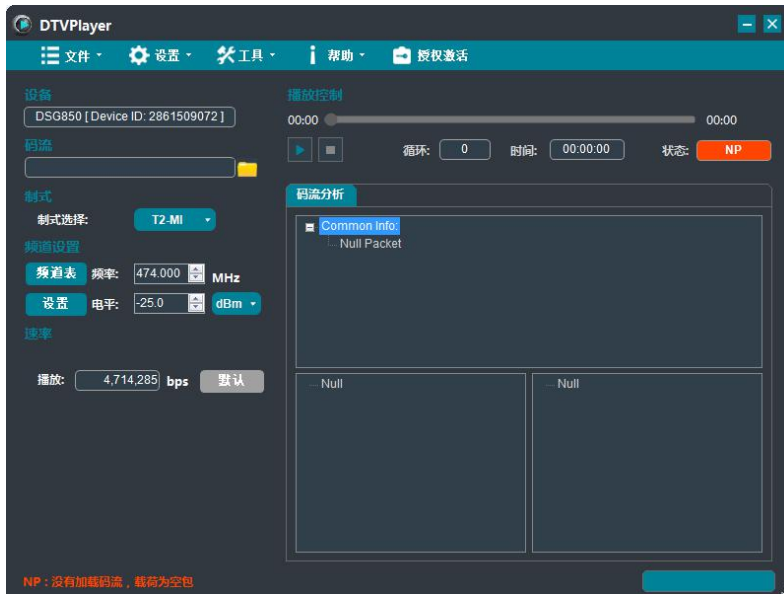 DTVPlayer
文件 设置 工具 帮助 授权激活
设备
DSG850 [ Device ID: 2861509072 ]
码流
制式
制式选择: T2-MI
频道设置
频道表 频率: 474.000 MHz
设置 电平: -25.0 dBm
速率
播放: 4,714,285 bps 默认
播放控制
00:00 00:00
循环: 0 时间: 00:00:00 状态: NP
码流分析
Common Info:
Null Packet
Null
Null
NP : 没有加载码流 , 载荷为空包